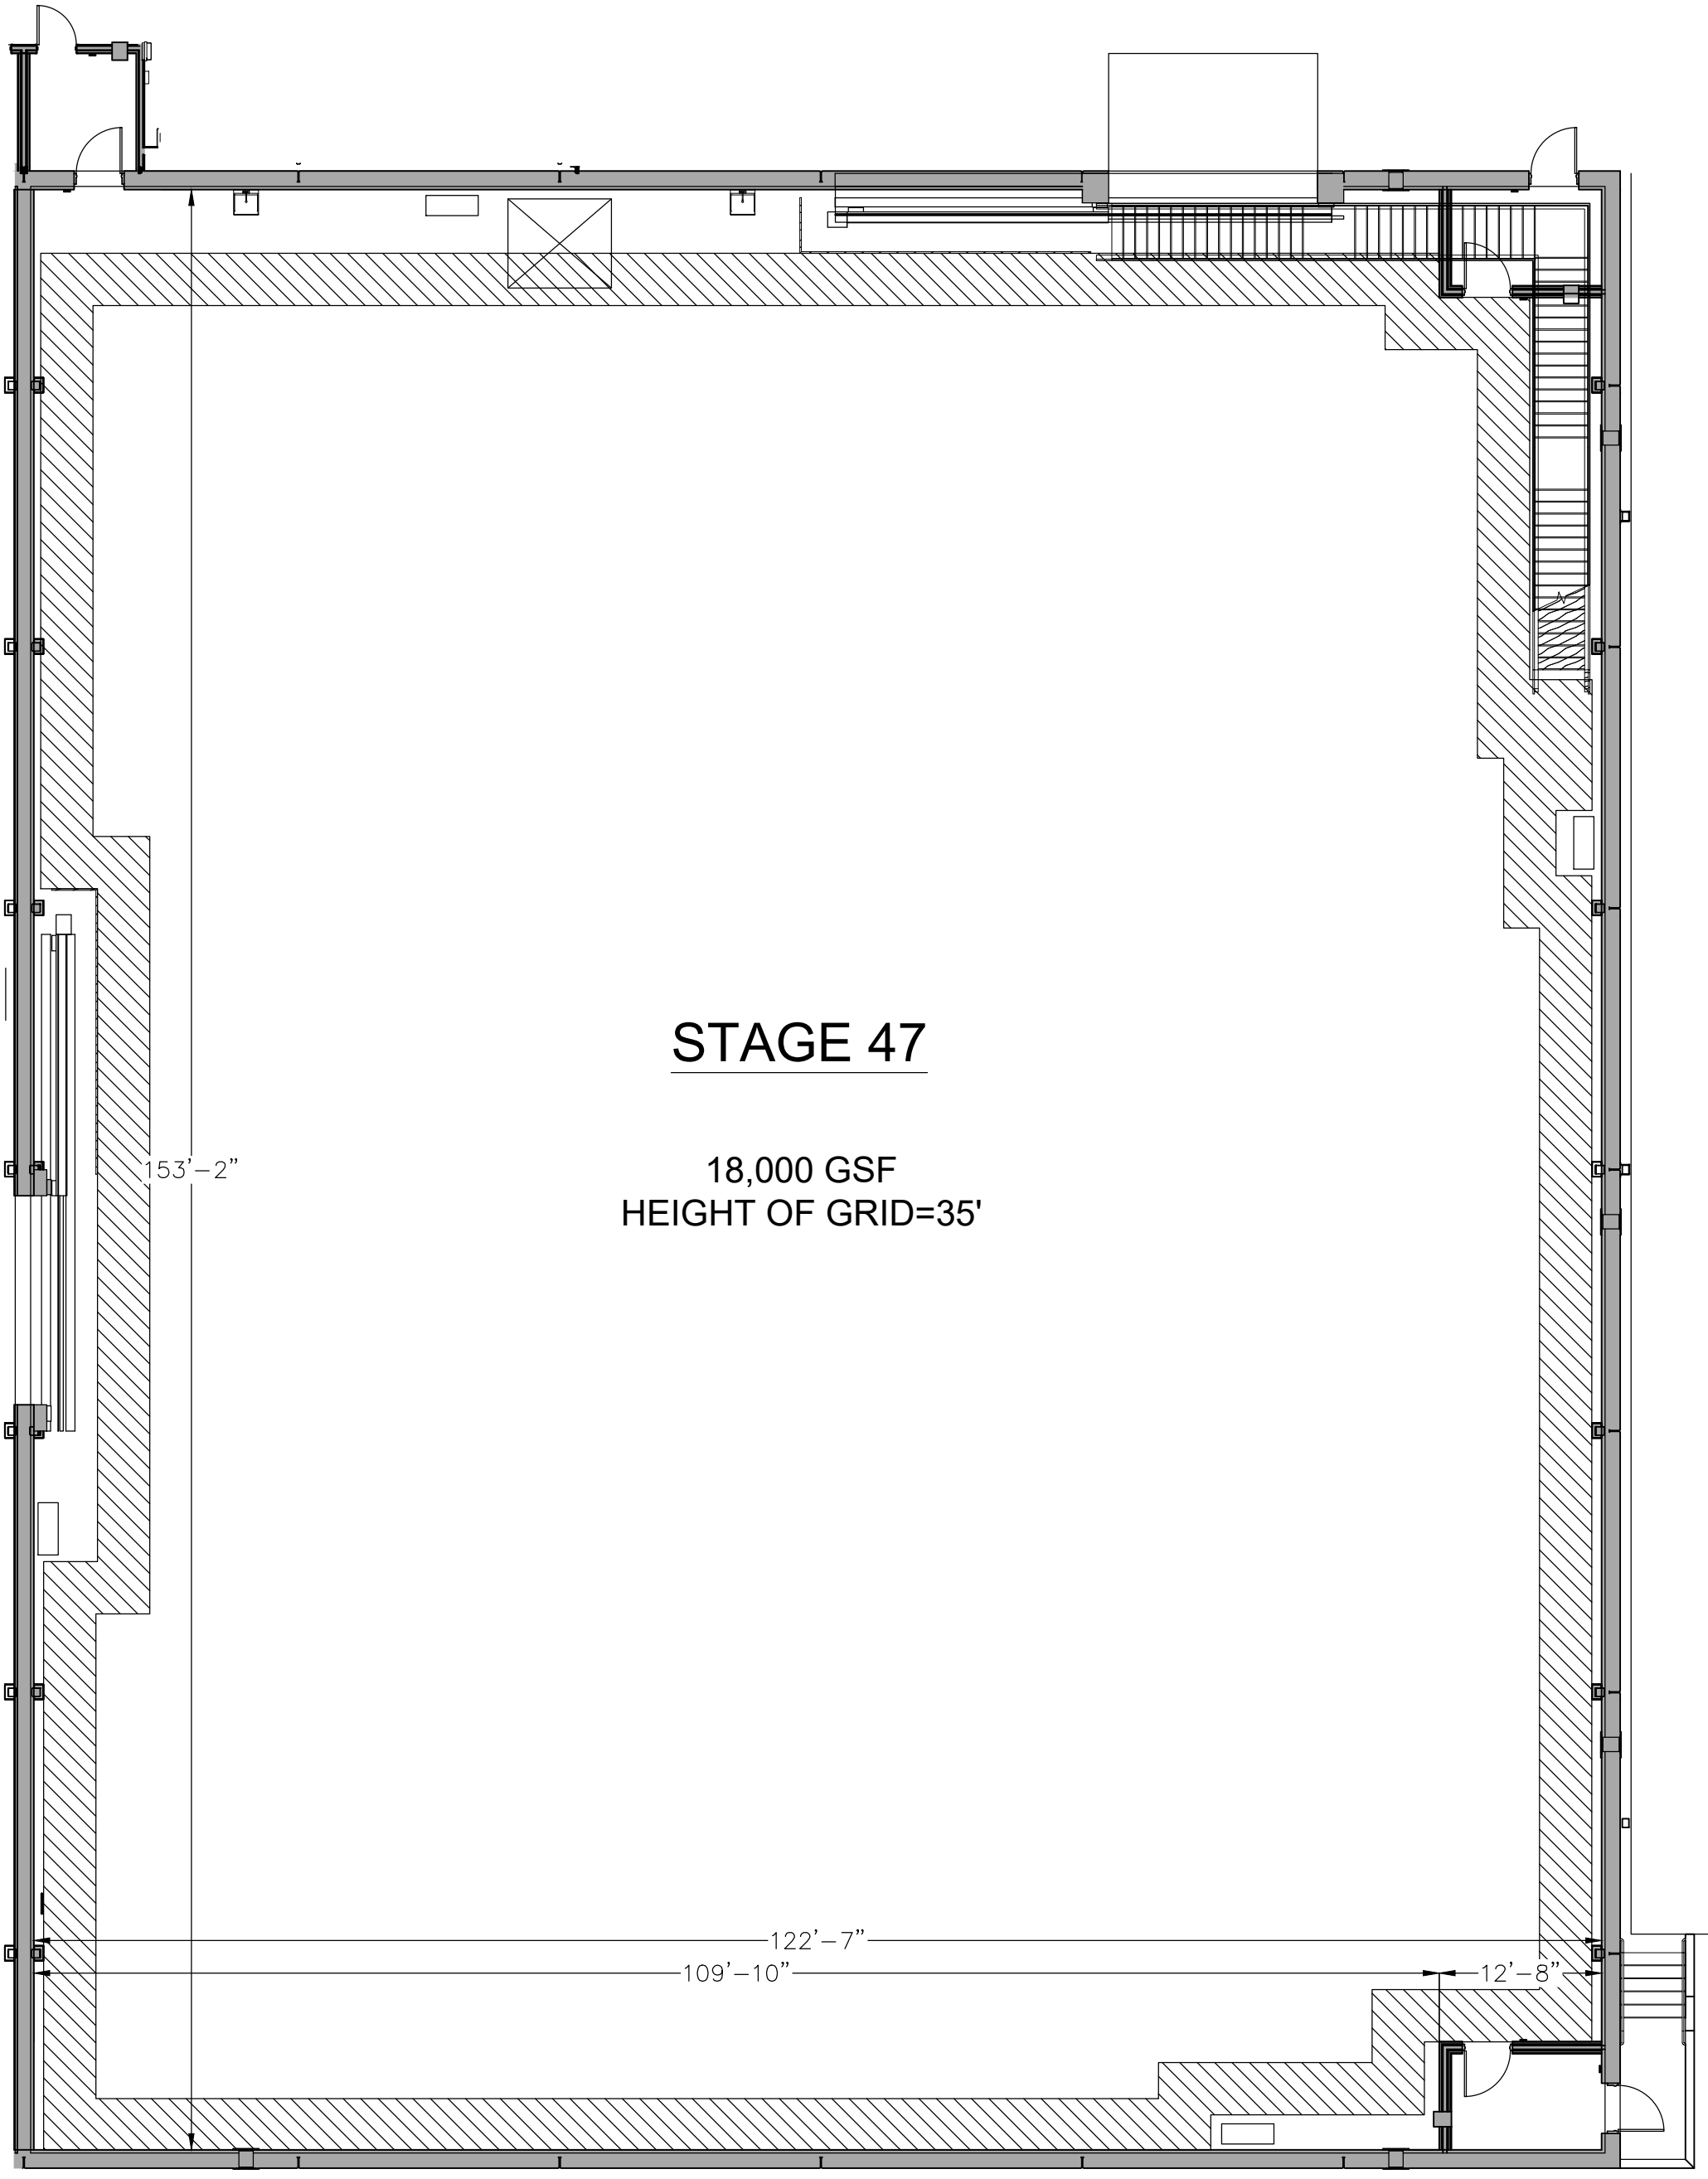 STAGE 47
153'-2"
18,000 GSF
HEIGHT OF GRID=35'
122'-7"
109'-10"
12'-8"